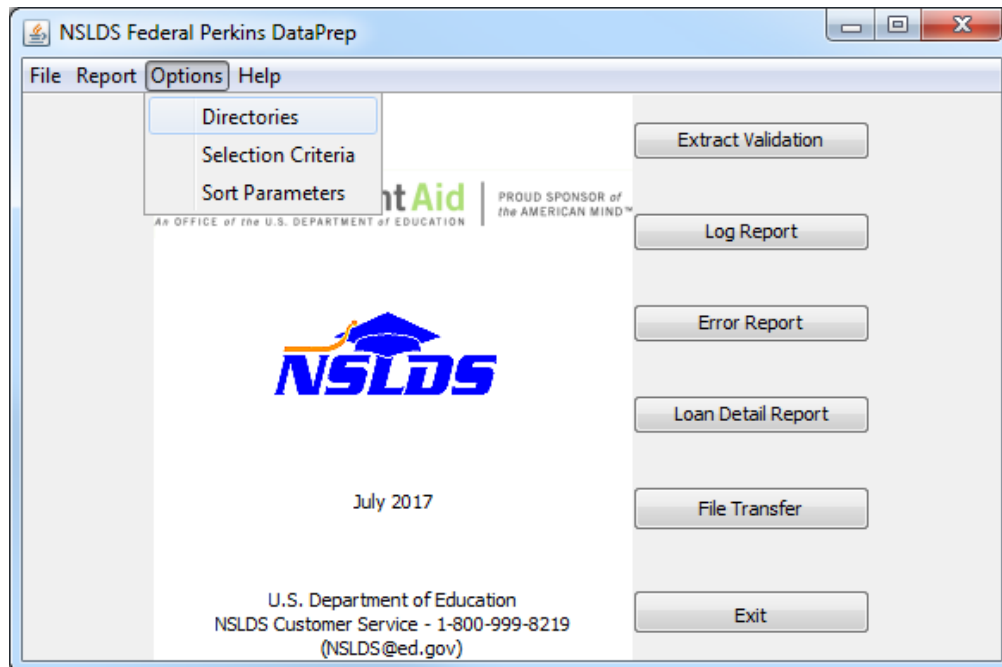 NSLDS Federal Perkins DataPrep
File Report Options Help
Directories
Selection Criteria
Sort Parameters
nt Aid
PROUD SPONSOR of
the AMERICAN MIND™
An OFFICE of the U.S. DEPARTMENT of EDUCATION
NSLDS
July 2017
U.S. Department of Education
NSLDS Customer Service - 1-800-999-8219
(NSLDS@ed.gov)
Extract Validation
Log Report
Error Report
Loan Detail Report
File Transfer
Exit